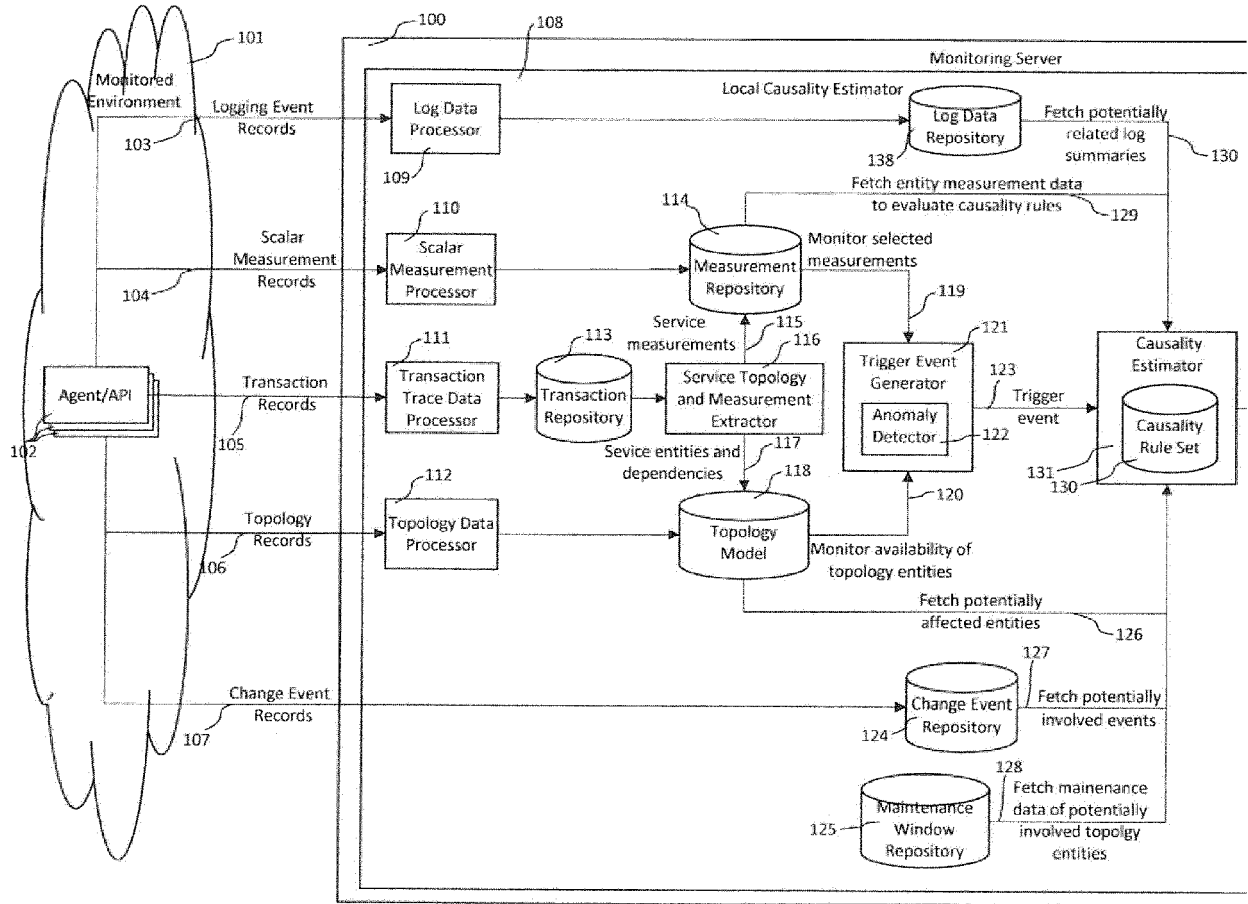 100
108
101
Monitoring Server
Monitored
Environment
Logging Event
Records
103
Log Data
Processor
109
Local Causality Estimator
Log Data
Repository
138
Fetch potentially
related log
summaries
130
Fetch entity measurement data
to evaluate causality rules
129
110
114
Scalar
Measurement
Records
104
Scalar
Measurement
Processor
Measurement
Repository
Monitor selected
measurements
119
Service
measurements
115
116
111
113
121
Agent/API
102
Transaction
Records
105
Transaction
Trace Data
Processor
Transaction
Repository
Service Topology
and Measurement
Extractor
Trigger Event
Generator
Anomaly
Detector
122
123
Trigger
event
Causality
Estimator
Causality
Rule Set
131
130
Sevice entities and
dependencies
117
118
112
120
Topology
Records
106
Topology Data
Processor
Topology
Model
Monitor availability of
topology entities
Fetch potentially
affected entities
126
127
Change Event
Records
107
Change Event
Repository
124
Fetch potentially
involved events
128
Maintenance
Window
Repository
125
Fetch mainenance
data of potentially
involved topolgy
entities